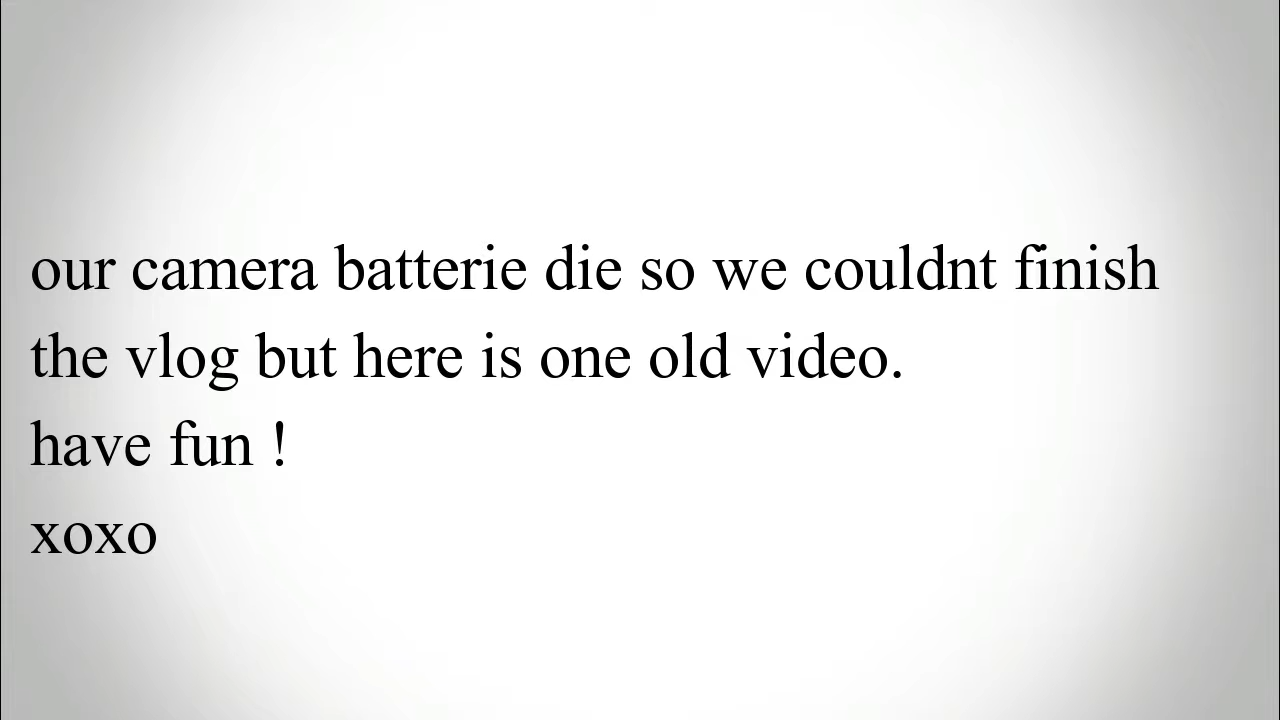 our camera batterie die so we couldnt finish
the vlog but here is one old video.
have fun !
xoxo